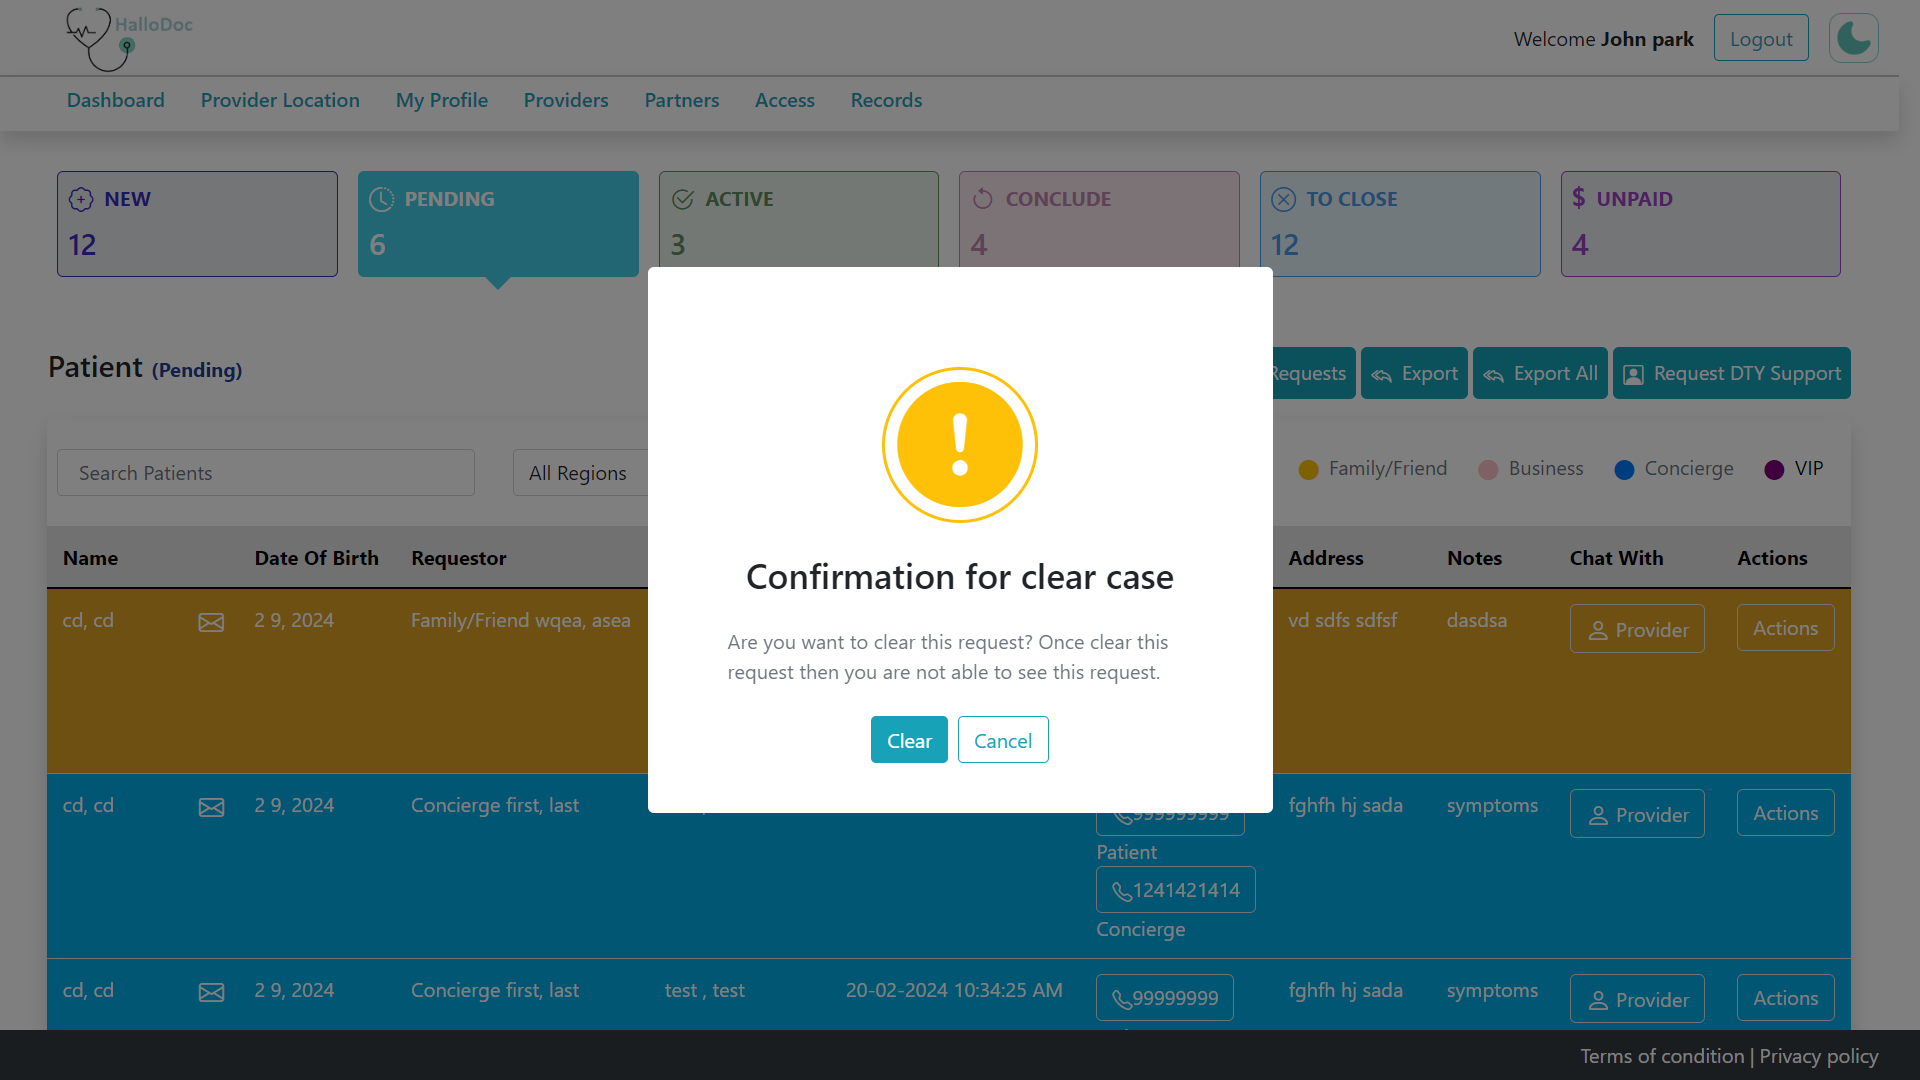 HalloDoc
Welcome John park
Logout
Dashboard Provider Location My Profile Providers Partners Access Records
NEW
12
PENDING
6
ACTIVE
3
CONCLUDE
4
TO CLOSE
12
$ UNPAID
4
Patient (Pending)
Requests Export Export All Request DTY Support
Search Patients
All Regions
Family/Friend Business Concierge VIP
Confirmation for clear case
Are you want to clear this request? Once clear this
request then you are not able to see this request.
Clear Cancel
Name Date Of Birth Requestor Address Notes Chat With Actions
cd, cd 2 9, 2024 Family/Friend wqea, asea vd sdfs sdfsf dasdsa Provider Actions
cd, cd 2 9, 2024 Concierge first, last 999999999 fghfh hj sada symptoms Provider Actions
Patient
1241421414
Concierge
cd, cd 2 9, 2024 Concierge first, last test , test 20-02-2024 10:34:25 AM 99999999 fghfh hj sada symptoms Provider Actions
Terms of condition | Privacy policy